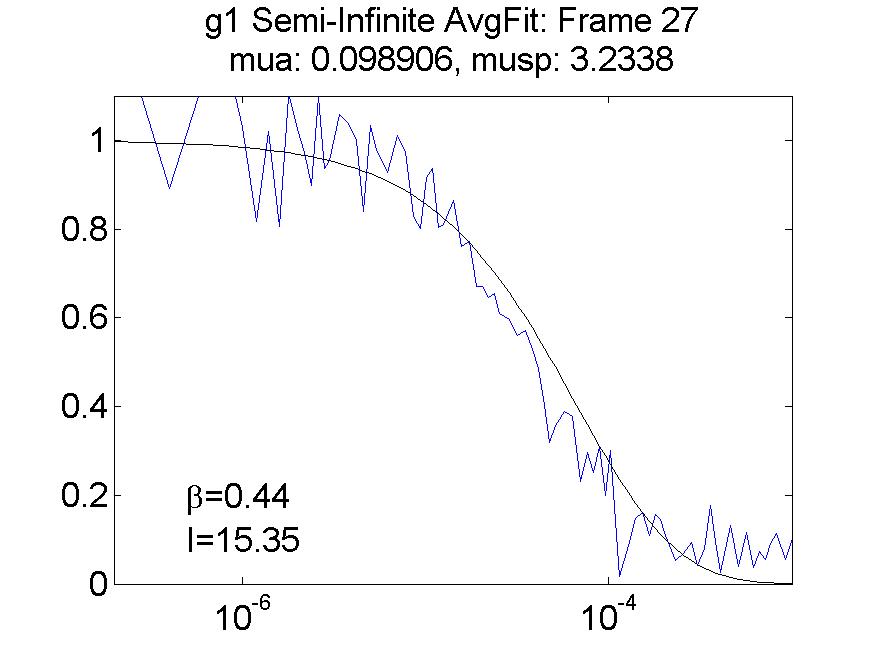 g1 Semi-Infinite AvgFit: Frame 27
mua: 0.098906, musp: 3.2338
1
0.8
0.6
0.4
0.2
0
β=0.44
I=15.35
10^-6
10^-4